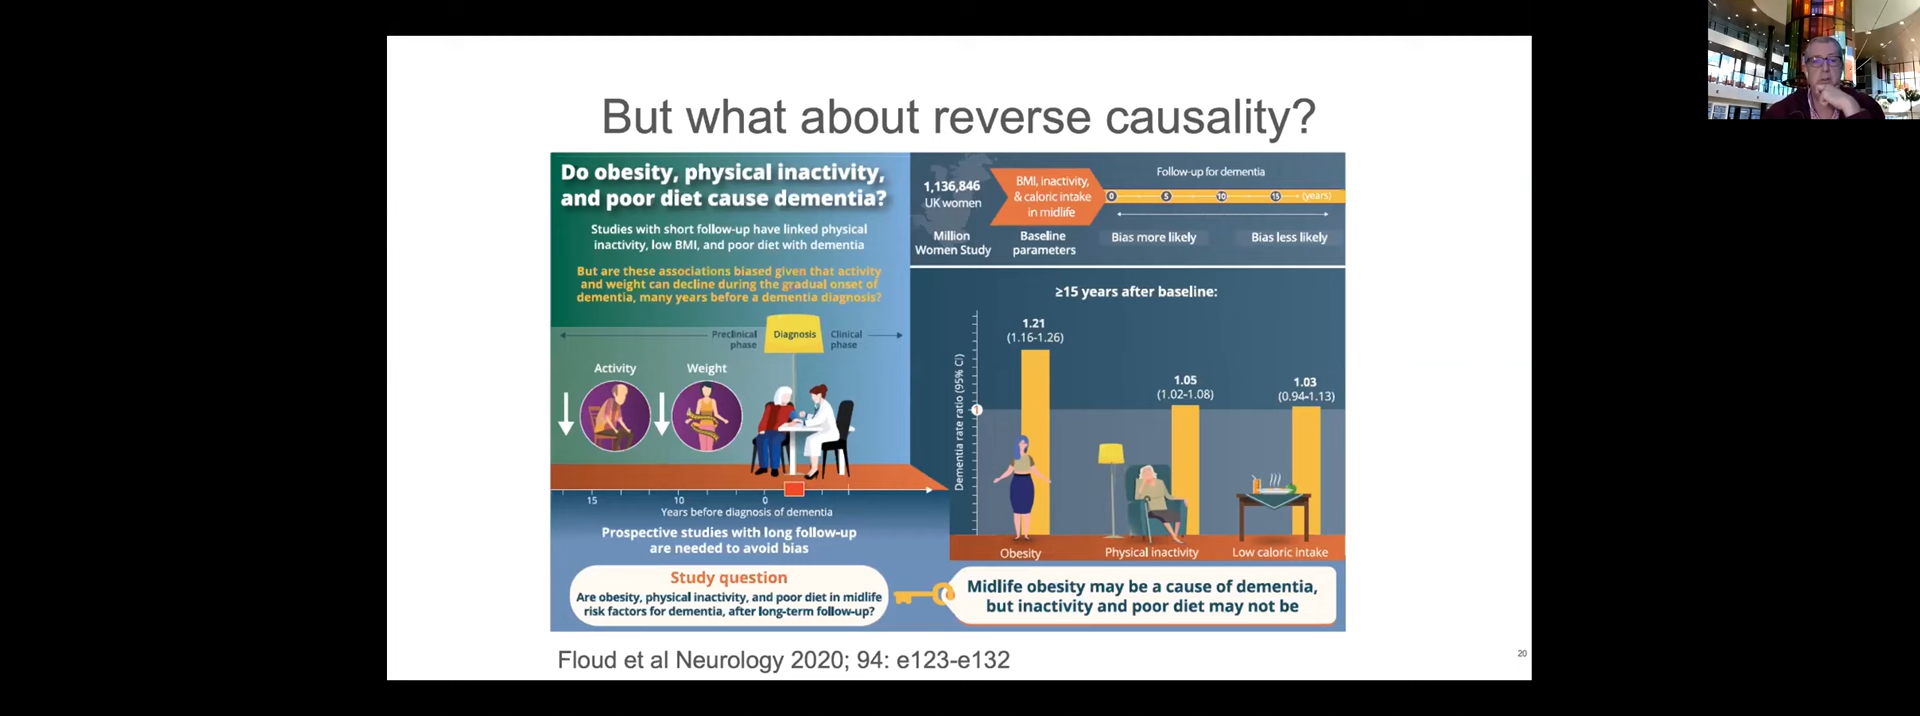 But what about reverse causality?
Do obesity, physical inactivity,
and poor diet cause dementia?
Studies with short follow-up have linked physical
inactivity, low BMI, and poor diet with dementia
But are these associations biased given that activity
and weight can decline during the gradual onset of
dementia, many years before a dementia diagnosis?
Preclinical
phase
Diagnosis
Clinical
phase
Activity
Weight
15
10
0
Years before diagnosis of dementia
Prospective studies with long follow-up
are needed to avoid bias
Study question
Are obesity, physical inactivity, and poor diet in midlife
risk factors for dementia, after long-term follow-up?
1,136,846
UK women
BMI, inactivity,
& caloric intake
in midlife
Follow-up for dementia
0 5 10 15 (years)
Million
Women Study
Baseline
parameters
Bias more likely
Bias less likely
≥15 years after baseline:
Dementia rate ratio (95% CI)
1
1.21
(1.16-1.26)
1.05
(1.02-1.08)
1.03
(0.94-1.13)
Obesity
Physical inactivity
Low caloric intake
Midlife obesity may be a cause of dementia,
but inactivity and poor diet may not be
Floud et al Neurology 2020; 94: e123-e132
20